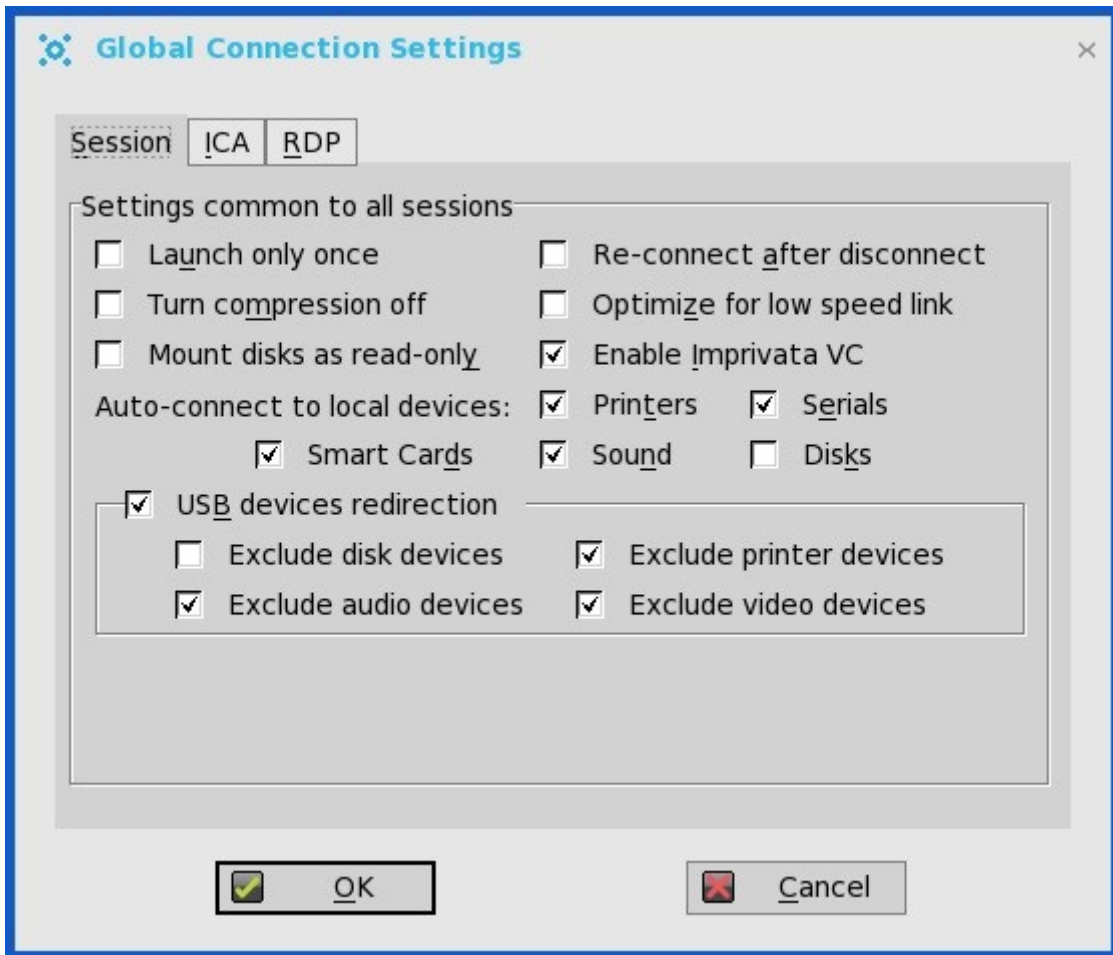 Global Connection Settings
Session ICA RDP
Settings common to all sessions
Launch only once Re-connect after disconnect
Turn compression off Optimize for low speed link
Mount disks as read-only Enable Imprivata VC
Auto-connect to local devices: Printers Serials
Smart Cards Sound Disks
USB devices redirection
Exclude disk devices Exclude printer devices
Exclude audio devices Exclude video devices
OK Cancel